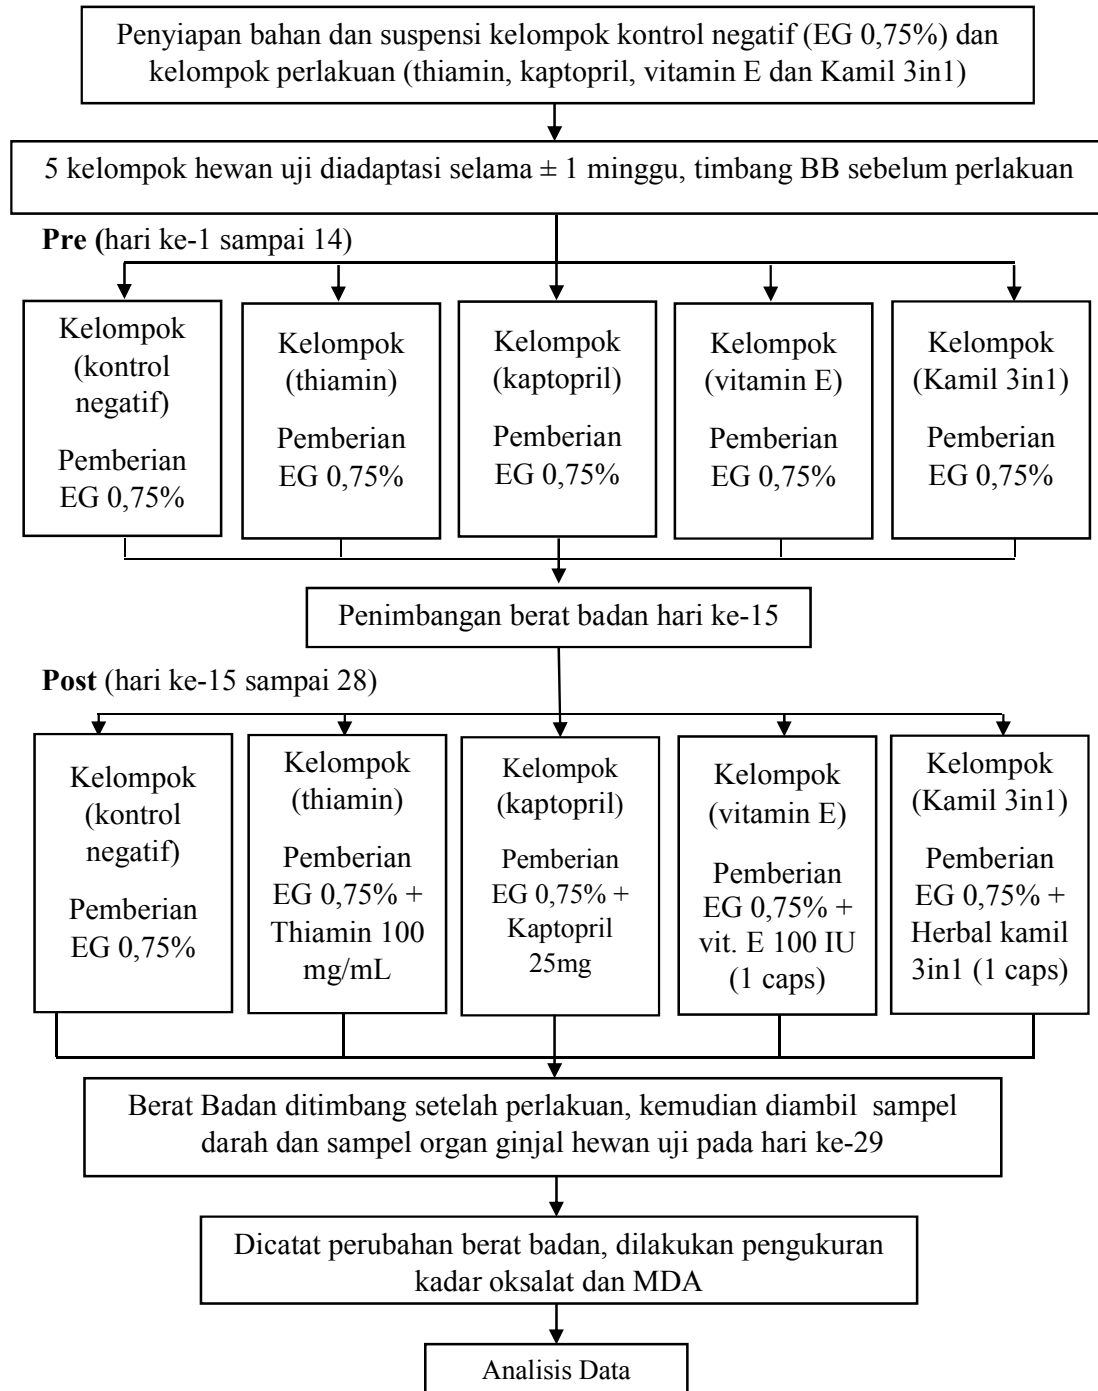 Penyiapan bahan dan suspensi kelompok kontrol negatif (EG 0,75%) dan
kelompok perlakuan (thiamin, kaptopril, vitamin E dan Kamil 3in1)
5 kelompok hewan uji diadaptasi selama ± 1 minggu, timbang BB sebelum perlakuan
Pre (hari ke-1 sampai 14)
Kelompok
(kontrol
negatif)
Pemberian
EG 0,75%
Kelompok
(thiamin)
Pemberian
EG 0,75%
Kelompok
(kaptopril)
Pemberian
EG 0,75%
Kelompok
(vitamin E)
Pemberian
EG 0,75%
Kelompok
(Kamil 3in1)
Pemberian
EG 0,75%
Penimbangan berat badan hari ke-15
Post (hari ke-15 sampai 28)
Kelompok
(kontrol
negatif)
Pemberian
EG 0,75%
Kelompok
(thiamin)
Pemberian
EG 0,75% +
Thiamin 100
mg/mL
Kelompok
(kaptopril)
Pemberian
EG 0,75% +
Kaptopril
25mg
Kelompok
(vitamin E)
Pemberian
EG 0,75% +
vit. E 100 IU
(1 caps)
Kelompok
(Kamil 3in1)
Pemberian
EG 0,75% +
Herbal kamil
3in1 (1 caps)
Berat Badan ditimbang setelah perlakuan, kemudian diambil sampel
darah dan sampel organ ginjal hewan uji pada hari ke-29
Dicatat perubahan berat badan, dilakukan pengukuran
kadar oksalat dan MDA
Analisis Data